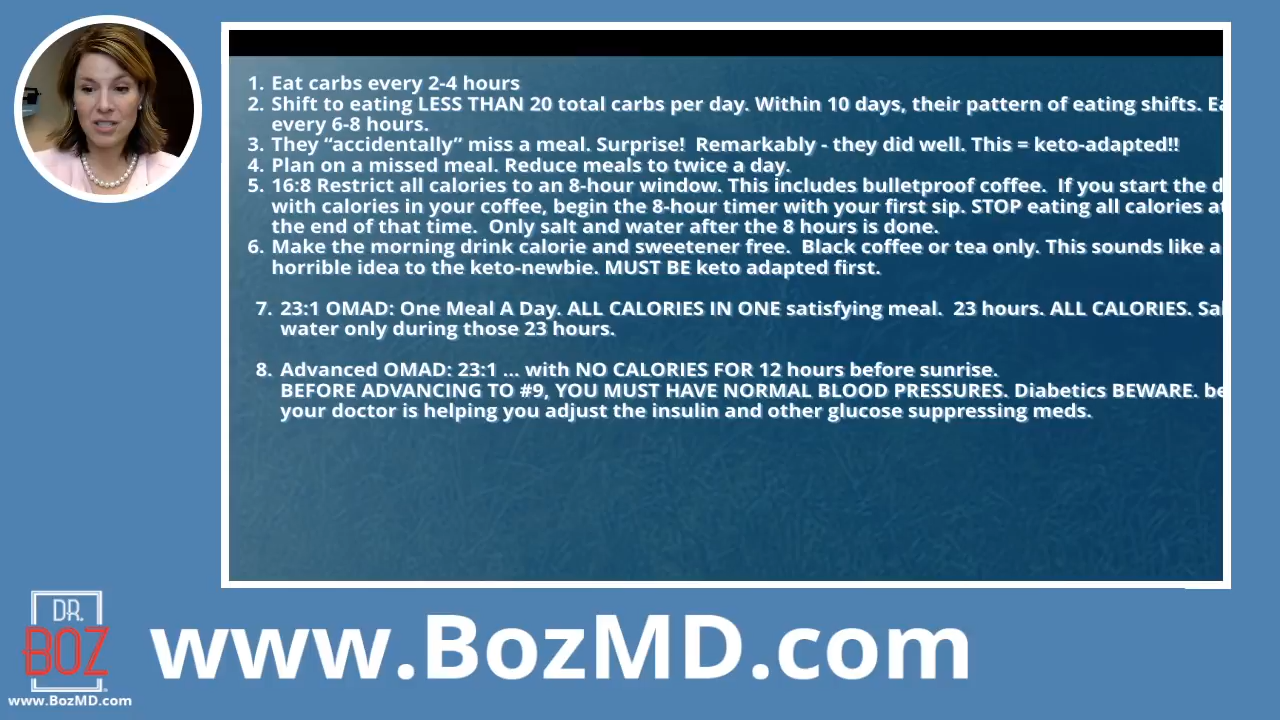 1. Eat carbs every 2-4 hours
2. Shift to eating LESS THAN 20 total carbs per day. Within 10 days, their pattern of eating shifts.
every 6-8 hours.
3. They “accidentally” miss a meal. Surprise!  Remarkably - they did well. This = keto-adapted!!
4. Plan on a missed meal. Reduce meals to twice a day.
5. 16:8 Restrict all calories to an 8-hour window. This includes bulletproof coffee.  If you start the
with calories in your coffee, begin the 8-hour timer with your first sip. STOP eating all calories
the end of that time.  Only salt and water after the 8 hours is done.
6. Make the morning drink calorie and sweetener free.  Black coffee or tea only. This sounds like a
horrible idea to the keto-newbie. MUST BE keto adapted first.
7. 23:1 OMAD: One Meal A Day. ALL CALORIES IN ONE satisfying meal.  23 hours. ALL CALORIES.
water only during those 23 hours.
8. Advanced OMAD: 23:1 ... with NO CALORIES FOR 12 hours before sunrise.
BEFORE ADVANCING TO #9, YOU MUST HAVE NORMAL BLOOD PRESSURES. Diabetics BEWARE.
your doctor is helping you adjust the insulin and other glucose suppressing meds.
DR.
BOZ
www.BozMD.com
www.BozMD.com